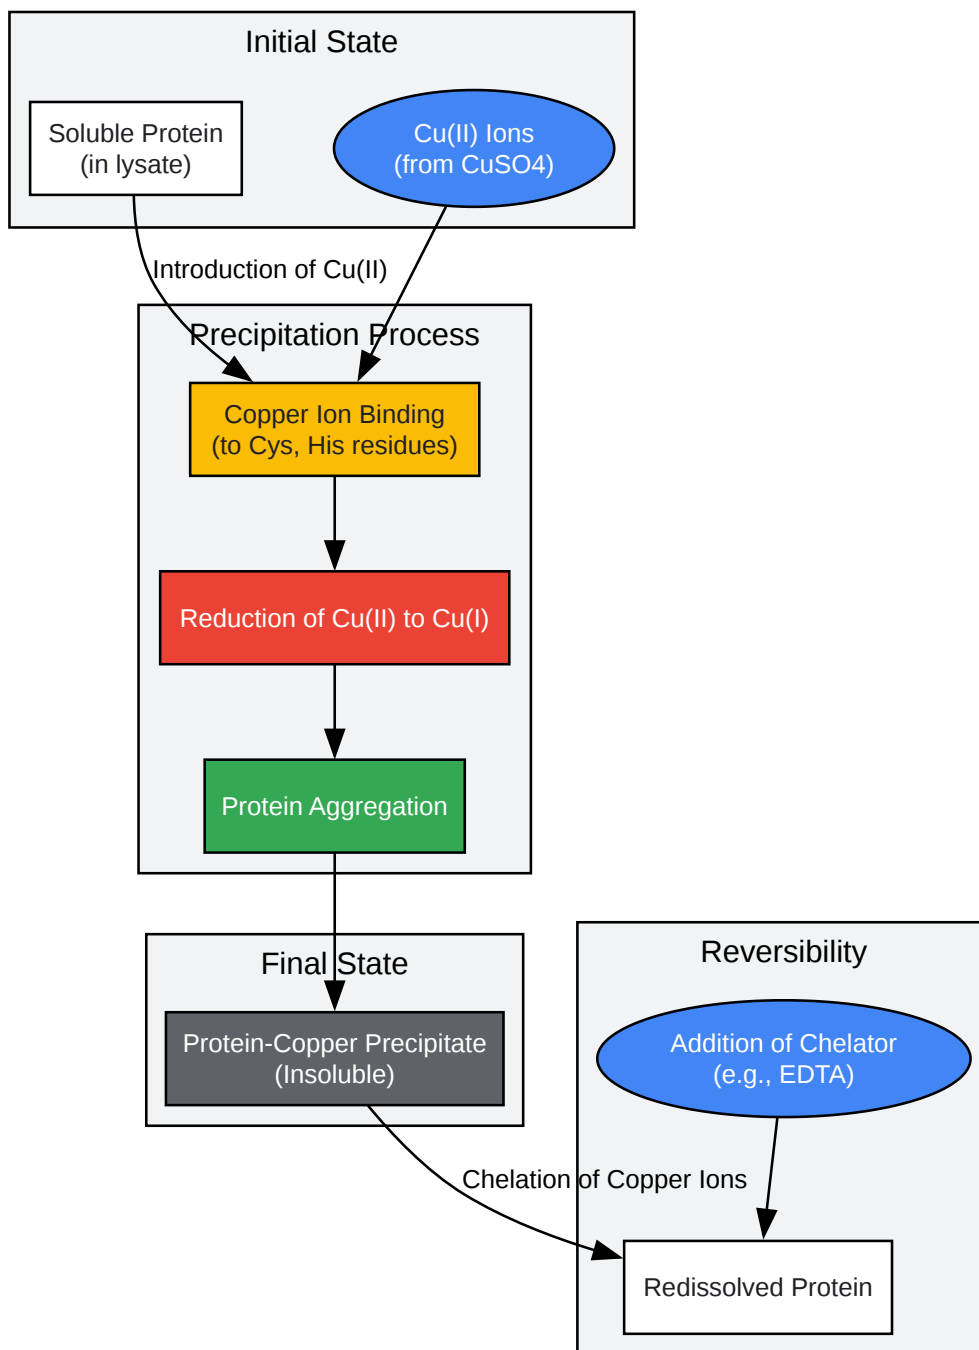 Initial State
Soluble Protein
(in lysate)
Cu(II) Ions
(from CuSO4)
Introduction of Cu(II)
Precipitation Process
Copper Ion Binding
(to Cys, His residues)
Reduction of Cu(II) to Cu(I)
Protein Aggregation
Final State
Protein-Copper Precipitate
(Insoluble)
Reversibility
Addition of Chelator
(e.g., EDTA)
Chelation of Copper Ions
Redissolved Protein